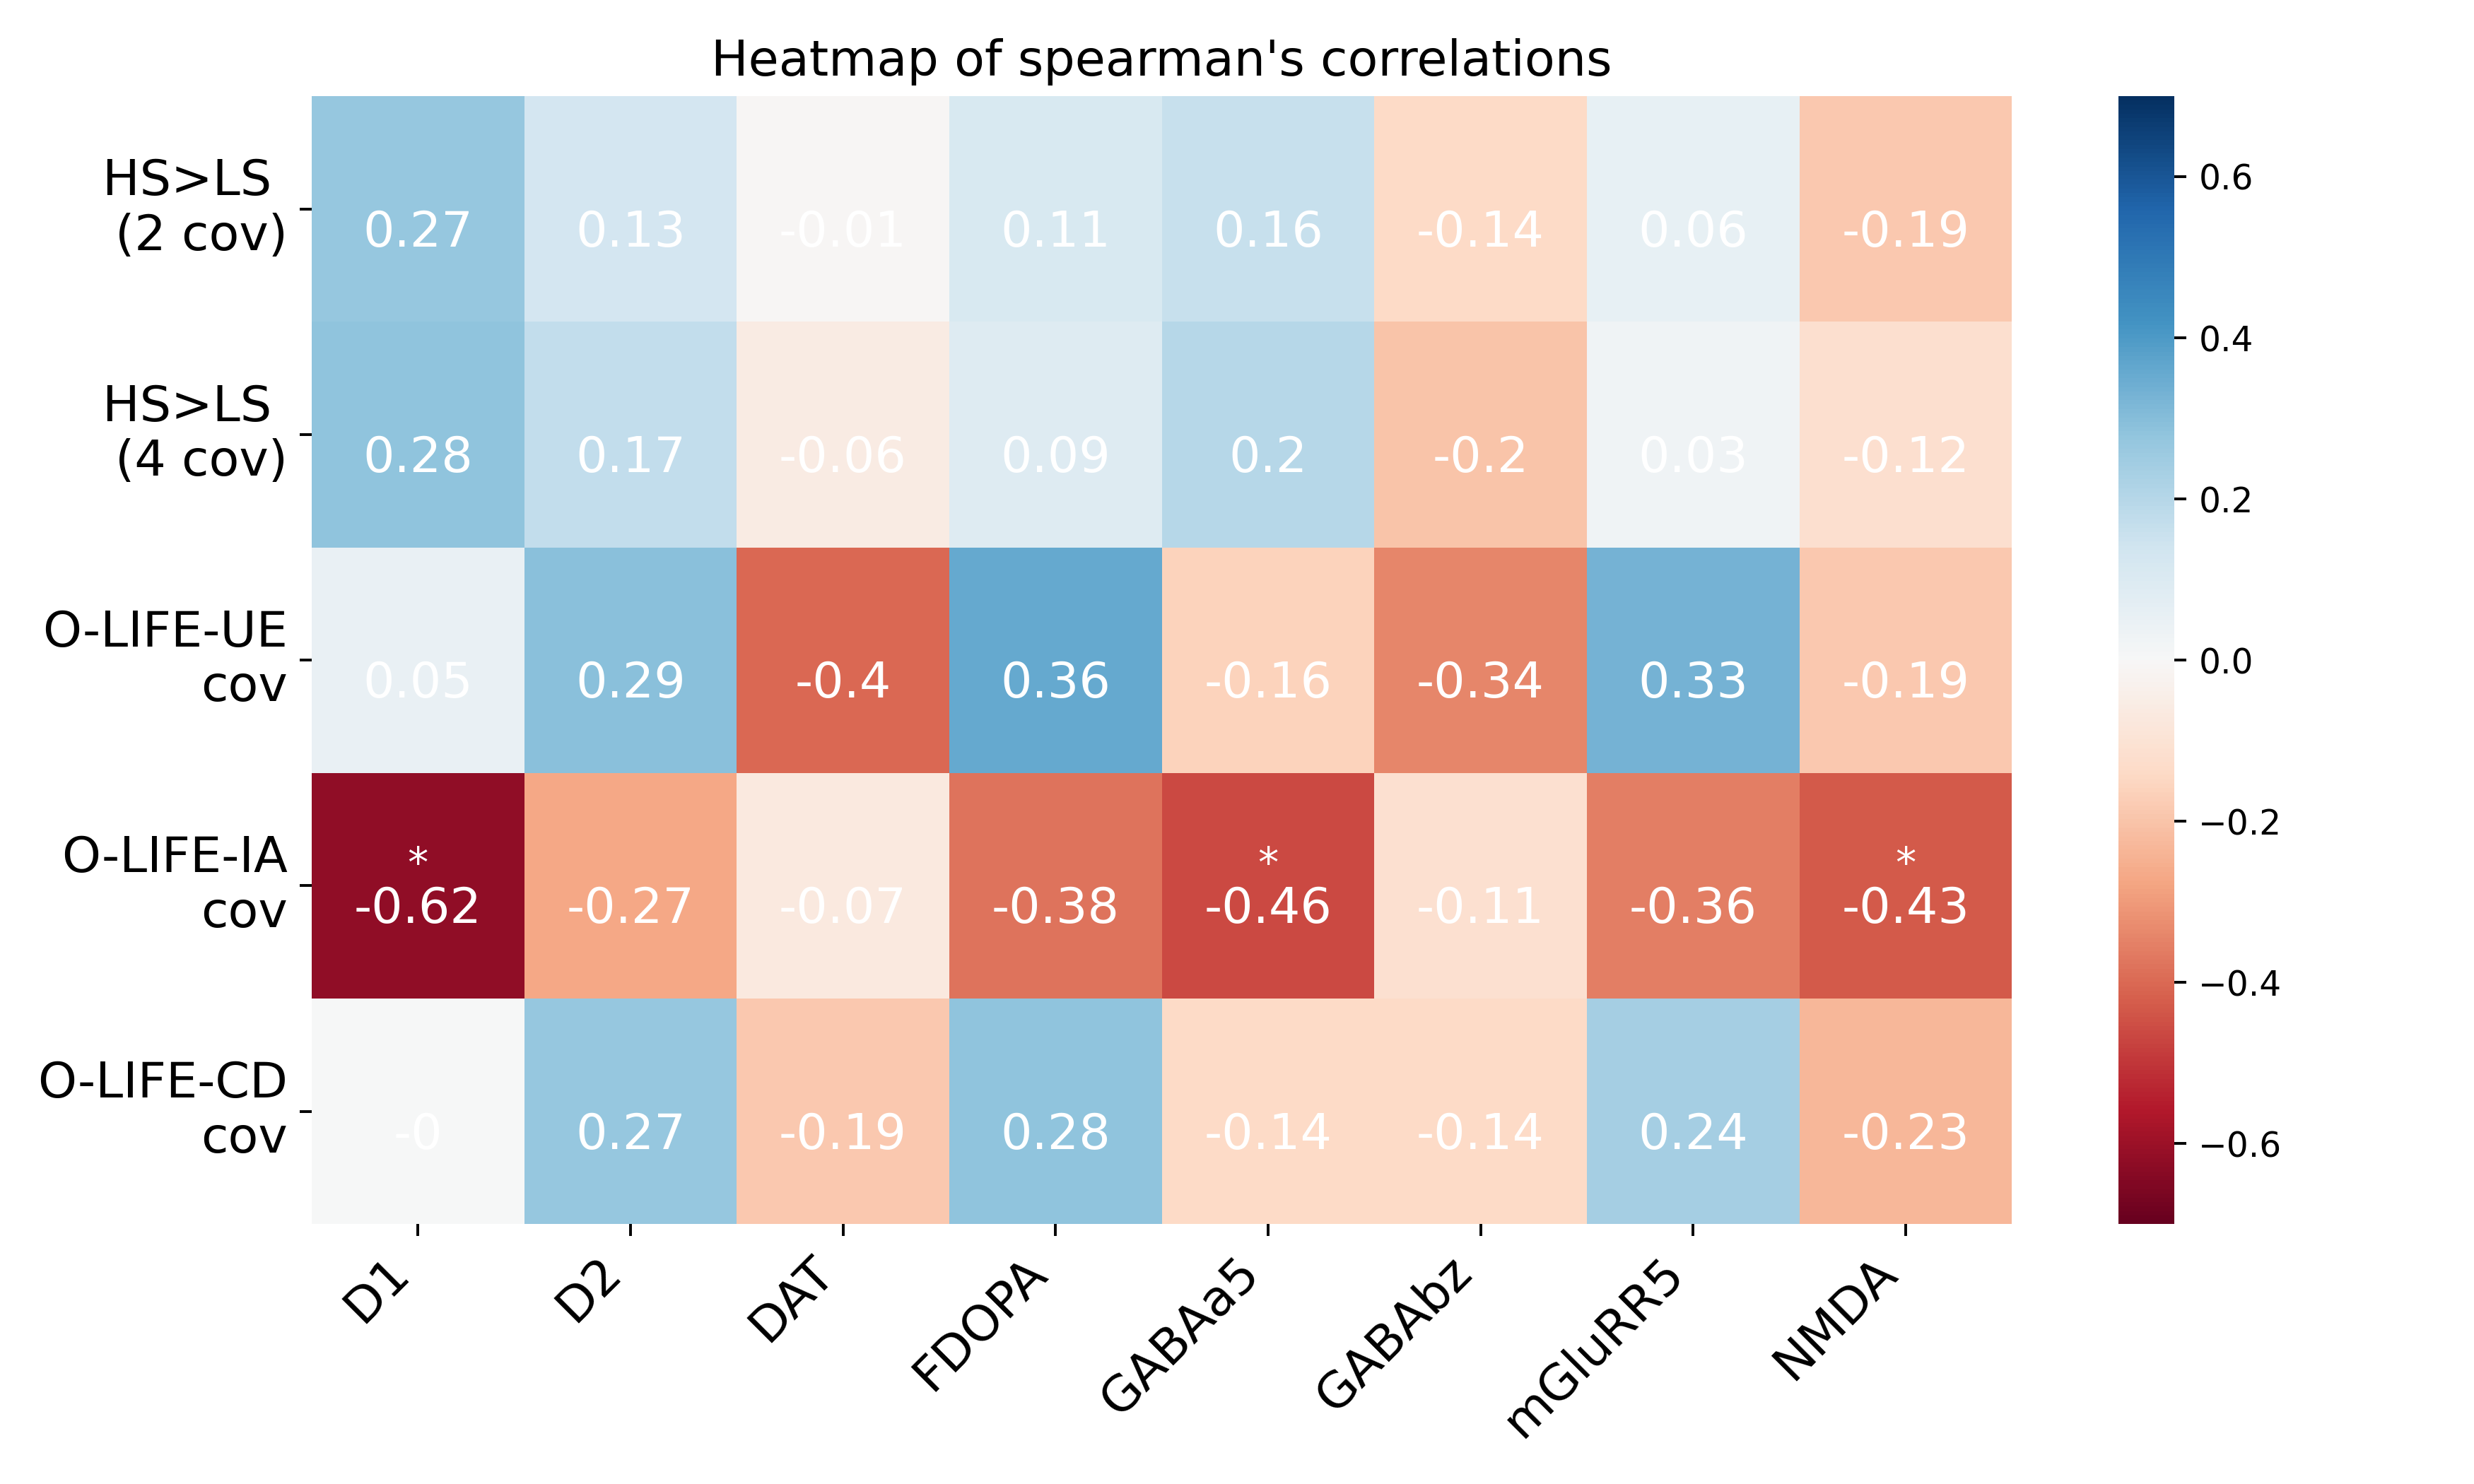 Heatmap of spearman's correlations
HS>LS
(2 cov)
0.27 0.13 -0.01 0.11 0.16 -0.14 0.06 -0.19
HS>LS
(4 cov)
0.28 0.17 -0.06 0.09 0.2 -0.2 0.03 -0.12
O-LIFE-UE
cov
0.05 0.29 -0.4 0.36 -0.16 -0.34 0.33 -0.19
O-LIFE-IA
cov
* * *
-0.62 -0.27 -0.07 -0.38 -0.46 -0.11 -0.36 -0.43
O-LIFE-CD
cov
-0 0.27 -0.19 0.28 -0.14 -0.14 0.24 -0.23
D1 D2 DAT FDOPA GABAa5 GABAbz mGluRR5 NMDA
0.6
0.4
0.2
0.0
−0.2
−0.4
−0.6